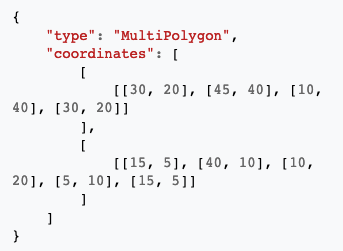 {
    "type": "MultiPolygon",
    "coordinates": [
        [
            [[30, 20], [45, 40], [10,
40], [30, 20]]
        ],
        [
            [[15, 5], [40, 10], [10,
20], [5, 10], [15, 5]]
        ]
    ]
}